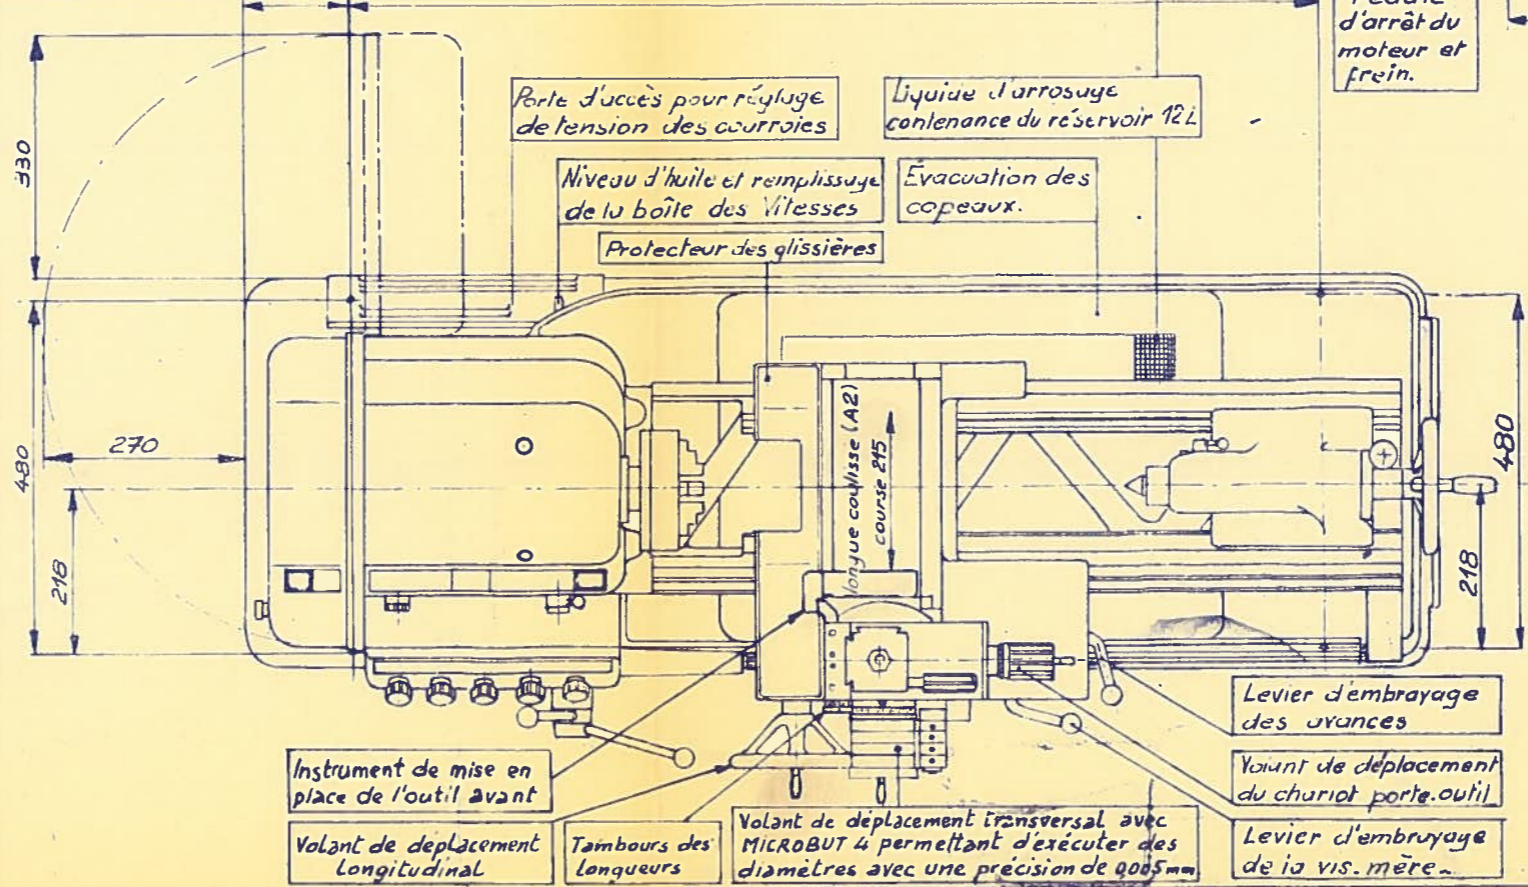 d'arrêt du
moteur et
frein.
Porte d'accès pour réglage
de tension des courroies
Liquide d'arrosage
contenance du réservoir 12L
330
Niveau d'huile et remplissage
de la boîte des Vitesses
Évacuation des
copeaux.
Protecteur des glissières
longue coulisse (A2)
course 215
270
480
480
218
218
Instrument de mise en
place de l'outil avant
Volant de déplacement
Longitudinal
Tambours des
Longueurs
Volant de déplacement transversal avec
MICROBUT 4 permettant d'exécuter des
diamètres avec une précision de 0,005mm
Levier d'embrayage
des avances
Volant de déplacement
du chariot porte.outil
Levier d'embrayage
de la vis. mère.